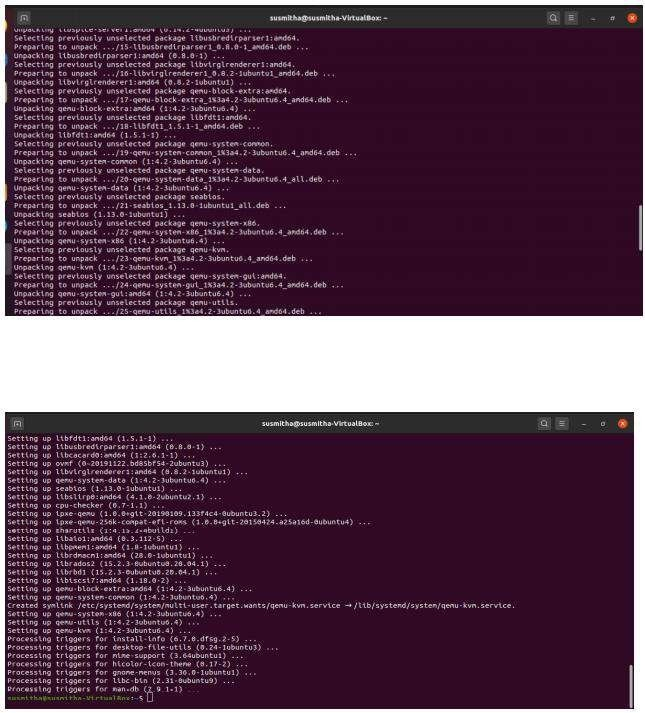 susmitha@susmitha-VirtualBox: ~
Unpacking libspice-server1:amd64 (0.14.2-4ubuntu3) ...
Selecting previously unselected package libusbredirparser1:amd64.
Preparing to unpack .../15-libusbredirparser1_0.8.0-1_amd64.deb ...
Unpacking libusbredirparser1:amd64 (0.8.0-1) ...
Selecting previously unselected package libvirglrenderer1:amd64.
Preparing to unpack .../16-libvirglrenderer1_0.8.2-1ubuntu1_amd64.deb ...
Unpacking libvirglrenderer1:amd64 (0.8.2-1ubuntu1) ...
Selecting previously unselected package qemu-block-extra:amd64.
Preparing to unpack .../17-qemu-block-extra_1%3a4.2-3ubuntu6.4_amd64.deb ...
Unpacking qemu-block-extra:amd64 (1:4.2-3ubuntu6.4) ...
Selecting previously unselected package libfdt1:amd64.
Preparing to unpack .../18-libfdt1_1.5.1-1_amd64.deb ...
Unpacking libfdt1:amd64 (1.5.1-1) ...
Selecting previously unselected package qemu-system-common.
Preparing to unpack .../19-qemu-system-common_1%3a4.2-3ubuntu6.4_amd64.deb ...
Unpacking qemu-system-common (1:4.2-3ubuntu6.4) ...
Selecting previously unselected package qemu-system-data.
Preparing to unpack .../20-qemu-system-data_1%3a4.2-3ubuntu6.4_all.deb ...
Unpacking qemu-system-data (1:4.2-3ubuntu6.4) ...
Selecting previously unselected package seabios.
Preparing to unpack .../21-seabios_1.13.0-1ubuntu1_all.deb ...
Unpacking seabios (1.13.0-1ubuntu1) ...
Selecting previously unselected package qemu-system-x86.
Preparing to unpack .../22-qemu-system-x86_1%3a4.2-3ubuntu6.4_amd64.deb ...
Unpacking qemu-system-x86 (1:4.2-3ubuntu6.4) ...
Selecting previously unselected package qemu-kvm.
Preparing to unpack .../23-qemu-kvm_1%3a4.2-3ubuntu6.4_amd64.deb ...
Unpacking qemu-kvm (1:4.2-3ubuntu6.4) ...
Selecting previously unselected package qemu-system-gui:amd64.
Preparing to unpack .../24-qemu-system-gui_1%3a4.2-3ubuntu6.4_amd64.deb ...
Unpacking qemu-system-gui:amd64 (1:4.2-3ubuntu6.4) ...
Selecting previously unselected package qemu-utils.
Preparing to unpack .../25-qemu-utils_1%3a4.2-3ubuntu6.4_amd64.deb ...
susmitha@susmitha-VirtualBox: ~
Setting up libfdt1:amd64 (1.5.1-1) ...
Setting up libusbredirparser1:amd64 (0.8.0-1) ...
Setting up libcacard0:amd64 (1:2.6.1-1) ...
Setting up ovmf (0~20191122.bd85bf54-2ubuntu3) ...
Setting up libvirglrenderer1:amd64 (0.8.2-1ubuntu1) ...
Setting up qemu-system-data (1:4.2-3ubuntu6.4) ...
Setting up seabios (1.13.0-1ubuntu1) ...
Setting up libslirp0:amd64 (4.1.0-2ubuntu2.1) ...
Setting up cpu-checker (0.7-1.1) ...
Setting up ipxe-qemu (1.0.0+git-20190109.133f4c4-0ubuntu3.2) ...
Setting up ipxe-qemu-256k-compat-efi-roms (1.0.0+git-20150424.a25a16d-0ubuntu4) ...
Setting up sharutils (1:4.15.2-4build1) ...
Setting up libaio1:amd64 (0.3.112-5) ...
Setting up libpmem1:amd64 (1.8-1ubuntu1) ...
Setting up librdmacm1:amd64 (28.0-1ubuntu1) ...
Setting up librados2 (15.2.3-0ubuntu0.20.04.1) ...
Setting up librbd1 (15.2.3-0ubuntu0.20.04.1) ...
Setting up libiscsi7:amd64 (1.18.0-2) ...
Setting up qemu-block-extra:amd64 (1:4.2-3ubuntu6.4) ...
Setting up qemu-system-common (1:4.2-3ubuntu6.4) ...
Created symlink /etc/systemd/system/multi-user.target.wants/qemu-kvm.service → /lib/systemd/system/qemu-kvm.service.
Setting up qemu-system-x86 (1:4.2-3ubuntu6.4) ...
Setting up qemu-utils (1:4.2-3ubuntu6.4) ...
Setting up qemu-kvm (1:4.2-3ubuntu6.4) ...
Processing triggers for install-info (6.7.0.dfsg.2-5) ...
Processing triggers for desktop-file-utils (0.24-1ubuntu3) ...
Processing triggers for mime-support (3.64ubuntu1) ...
Processing triggers for hicolor-icon-theme (0.17-2) ...
Processing triggers for gnome-menus (3.36.0-1ubuntu1) ...
Processing triggers for libc-bin (2.31-0ubuntu9) ...
Processing triggers for man-db (2.9.1-1) ...
susmitha@susmitha-VirtualBox:~$